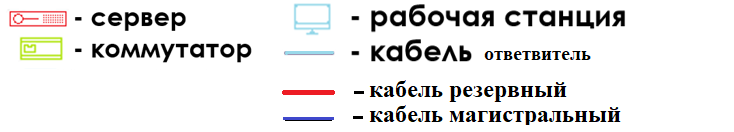 - сервер
- коммутатор
- рабочая станция
- кабель ответвитель
- кабель резервный
- кабель магистральный